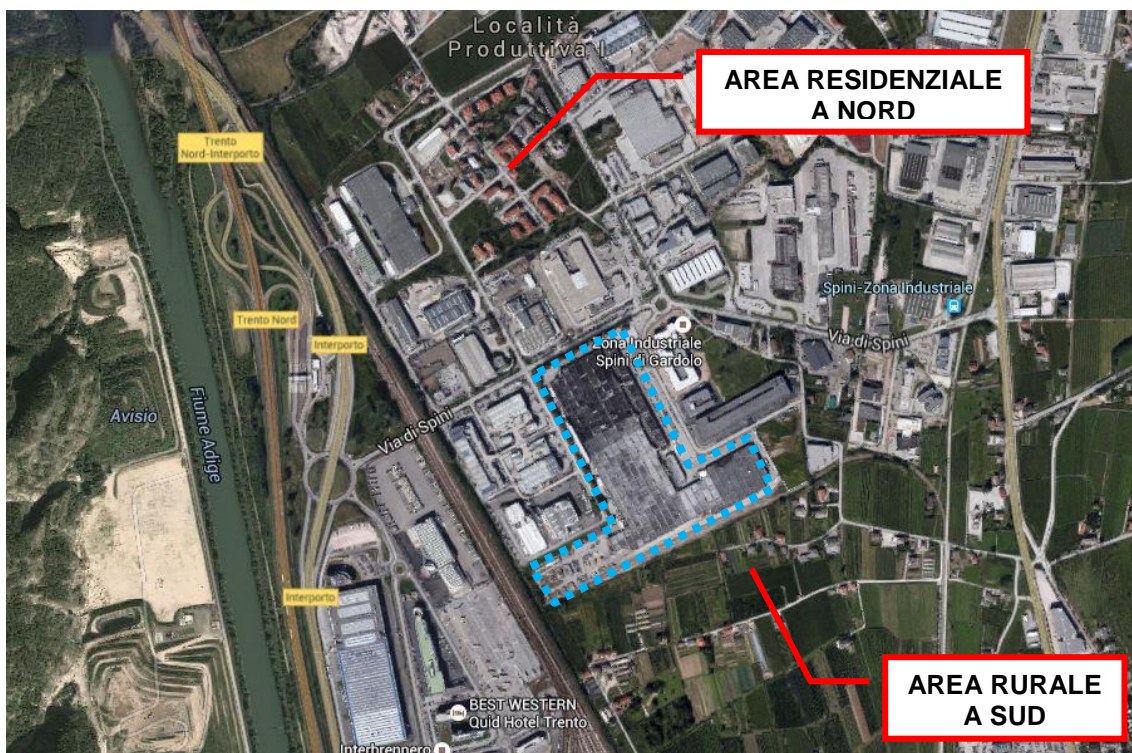 Località
Produttiva I
AREA RESIDENZIALE
A NORD
Trento
Nord-Interporto
Spini-Zona Industriale
Trento Nord
Interporto
Via di Spini
Zona Industriale
Spini di Gardolo
Avisio
Fiume Adige
Via di Spini
Interporto
AREA RURALE
A SUD
BEST WESTERN
Quid Hotel Trento
Interbrennero